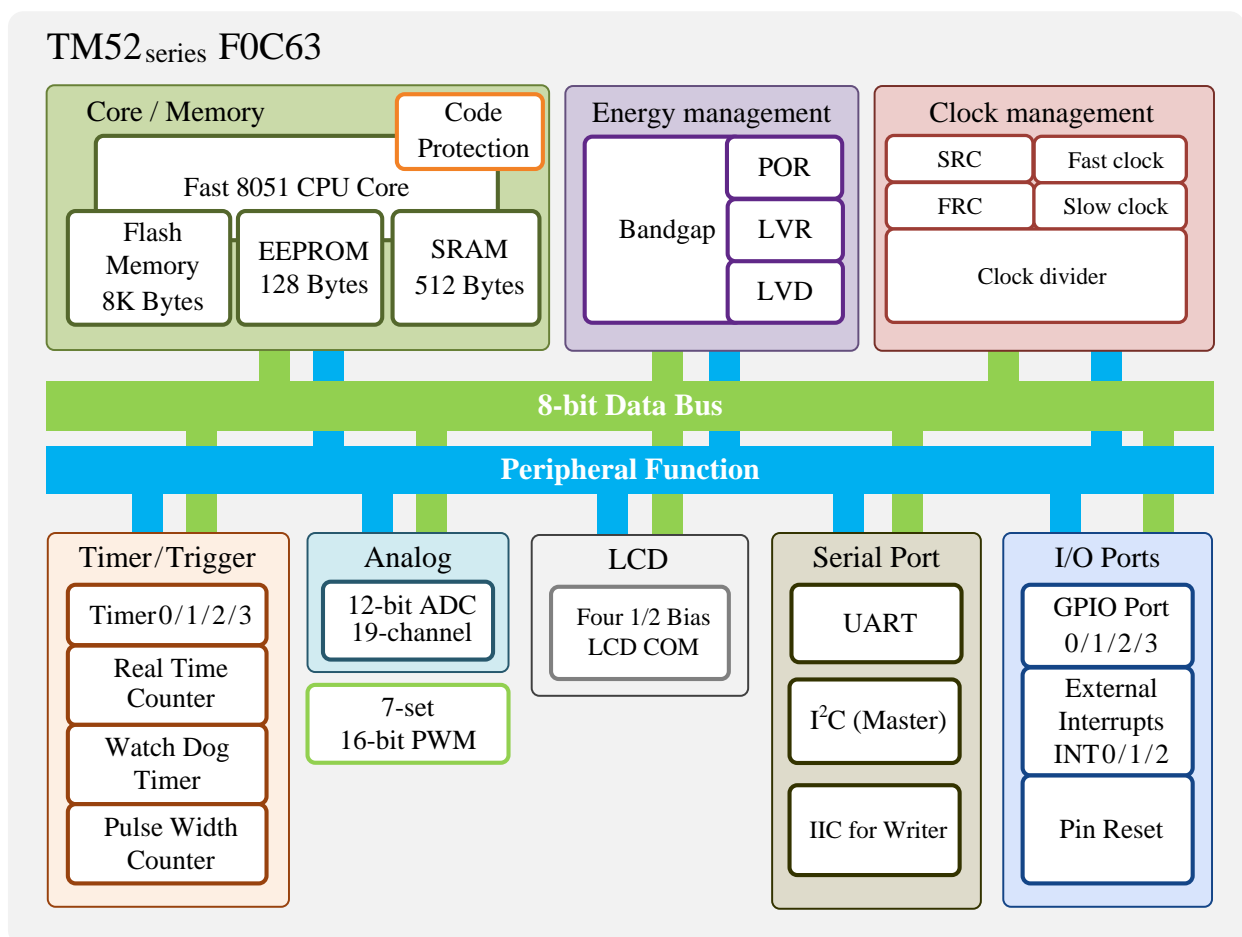 TM52 series F0C63
Core / Memory
Code
Protection
Fast 8051 CPU Core
Flash
Memory
8K Bytes
EEPROM
128 Bytes
SRAM
512 Bytes
Energy management
Bandgap
POR
LVR
LVD
Clock management
SRC
Fast clock
FRC
Slow clock
Clock divider
8-bit Data Bus
Peripheral Function
Timer/Trigger
Timer0/1/2/3
Real Time
Counter
Watch Dog
Timer
Pulse Width
Counter
Analog
12-bit ADC
19-channel
7-set
16-bit PWM
LCD
Four 1/2 Bias
LCD COM
Serial Port
UART
I²C (Master)
IIC for Writer
I/O Ports
GPIO Port
0/1/2/3
External
Interrupts
INT0/1/2
Pin Reset